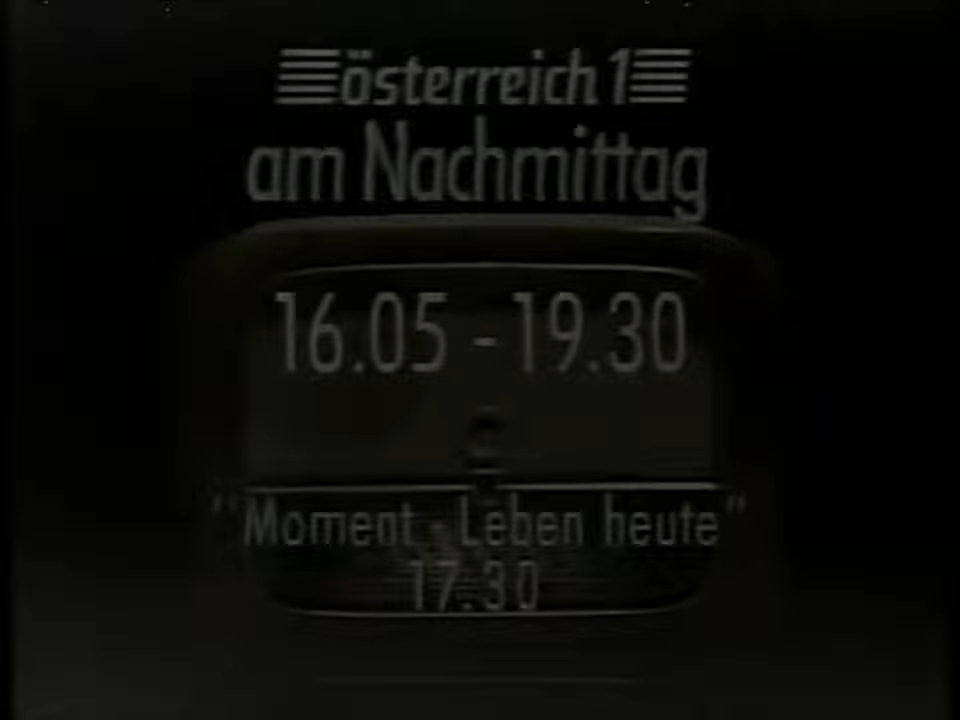 österreich 1
am Nachmittag
16.05 - 19.30
"Moment - Leben heute"
17.30